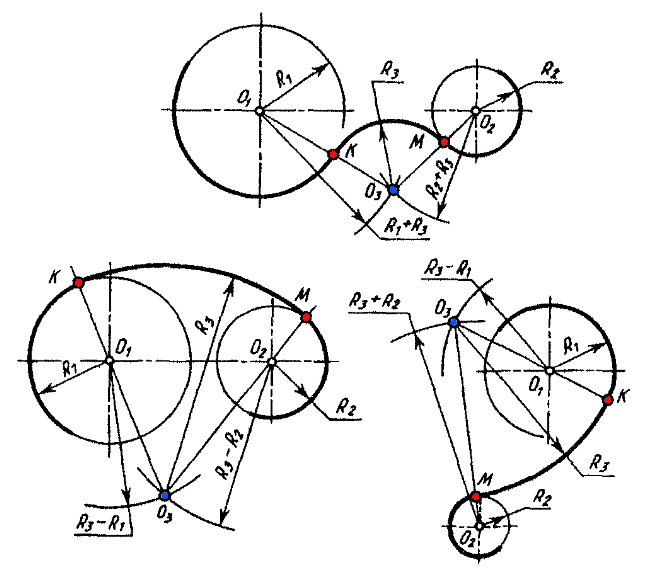 R₁
O₁
R₃
R₂
O₂
K
M
O₃
R₂+R₃
R₁+R₃
K
M
O₁
R₁
R₃
O₂
R₂
R₃−R₂
O₃
R₃−R₁
R₃−R₁
R₃+R₂
O₃
R₁
O₁
K
R₃
M
R₂
O₂